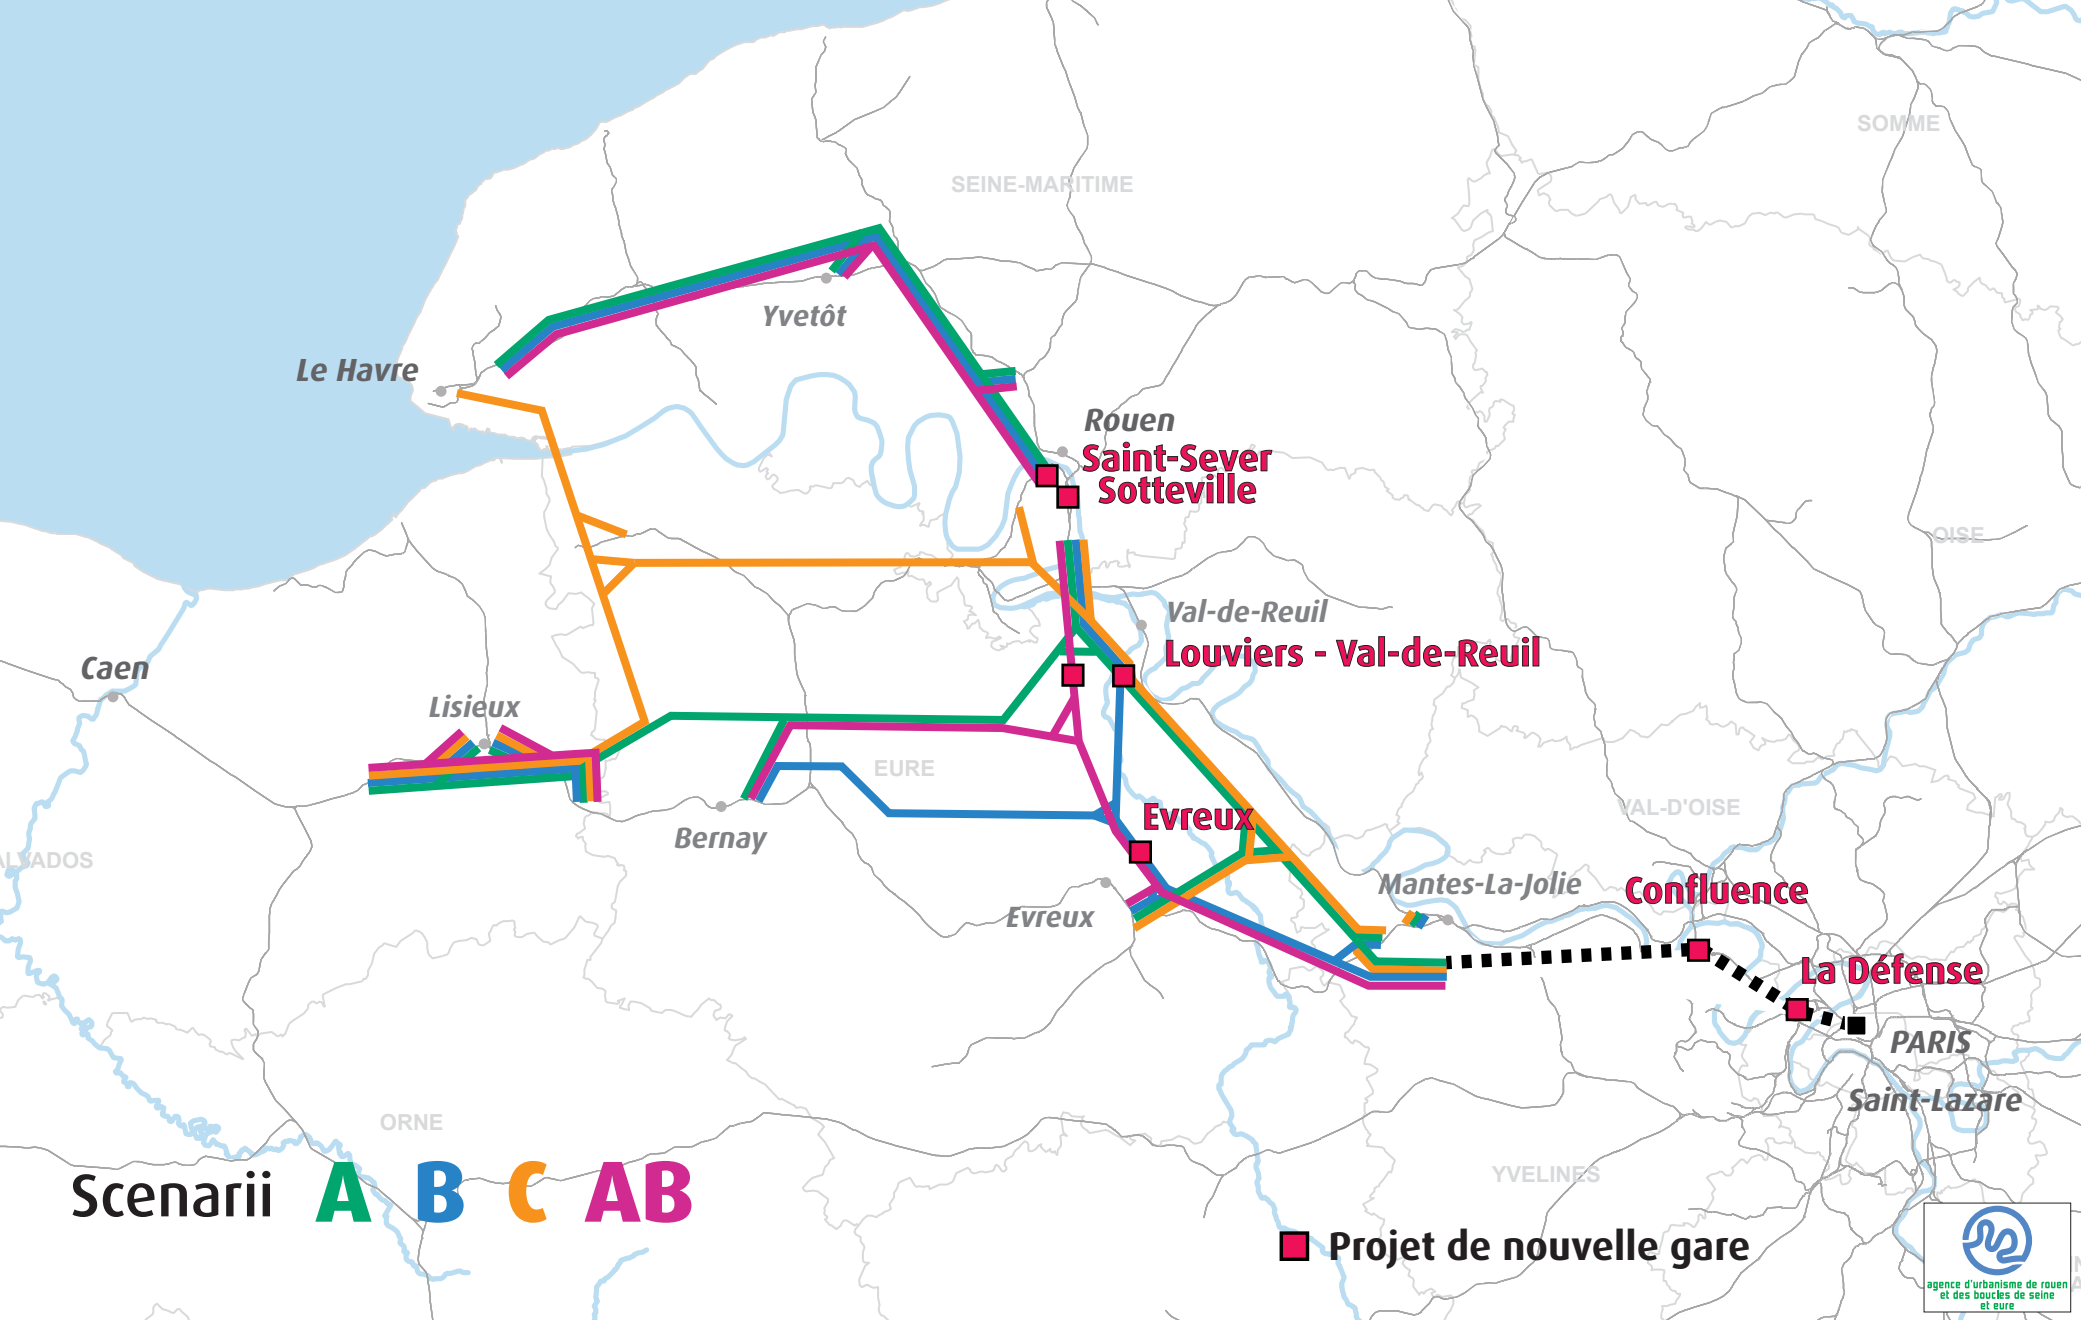 SOMME
SEINE-MARITIME
Yvetôt
Le Havre
Rouen
Saint-Sever
Sotteville
OISE
Val-de-Reuil
Louviers - Val-de-Reuil
Caen
Lisieux
EURE
VAL-D'OISE
Evreux
Bernay
ALVADOS
Mantes-La-Jolie
Confluence
Evreux
La Défense
PARIS
Saint-Lazare
ORNE
YVELINES
Scenarii A B C AB
Projet de nouvelle gare
agence d'urbanisme de rouen
et des boucles de seine
et eure